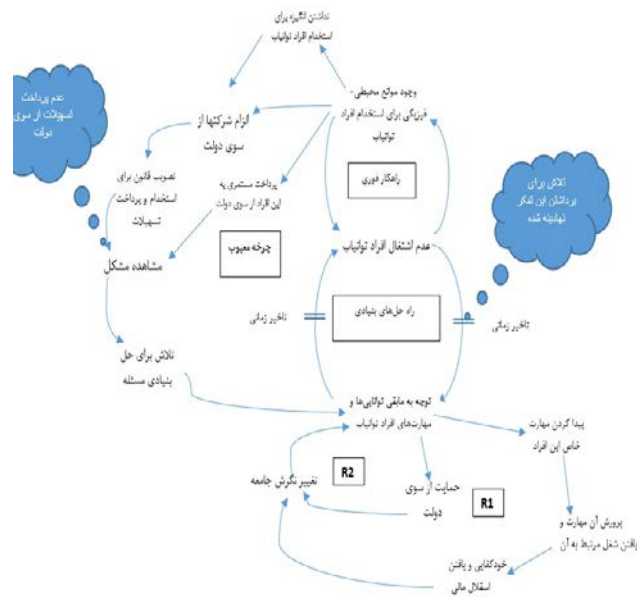 نداشتن انگیزه برای
استخدام افراد توانیاب
عدم پرداخت
تسهیلات از سوی
دولت
وجود موانع محیطی-
فیزیکی برای استخدام افراد
توانیاب
الزام شرکتها از
سوی دولت
تصویب قانون برای
استخدام و پرداخت
تسهیلات
پرداخت مستمری به
این افراد از سوی دولت
راهکار فوری
تلاش برای
برداشتن این تفکر
نهادینه شده
چرخه معیوب
عدم اشتغال افراد توانیاب
مشاهده مشکل
راه حل‌های بنیادی
تاخیر زمانی
تاخیر زمانی
تلاش برای حل
بنیادی مسئله
توجه به مابقی توانایی‌ها و
مهارت‌های افراد توانیاب
پیدا کردن مهارت
خاص این افراد
R2
تغییر نگرش جامعه
حمایت از سوی
دولت
R1
پرورش آن مهارت و
یافتن شغل مرتبط به آن
خودکفایی و یافتن
استقلال مالی